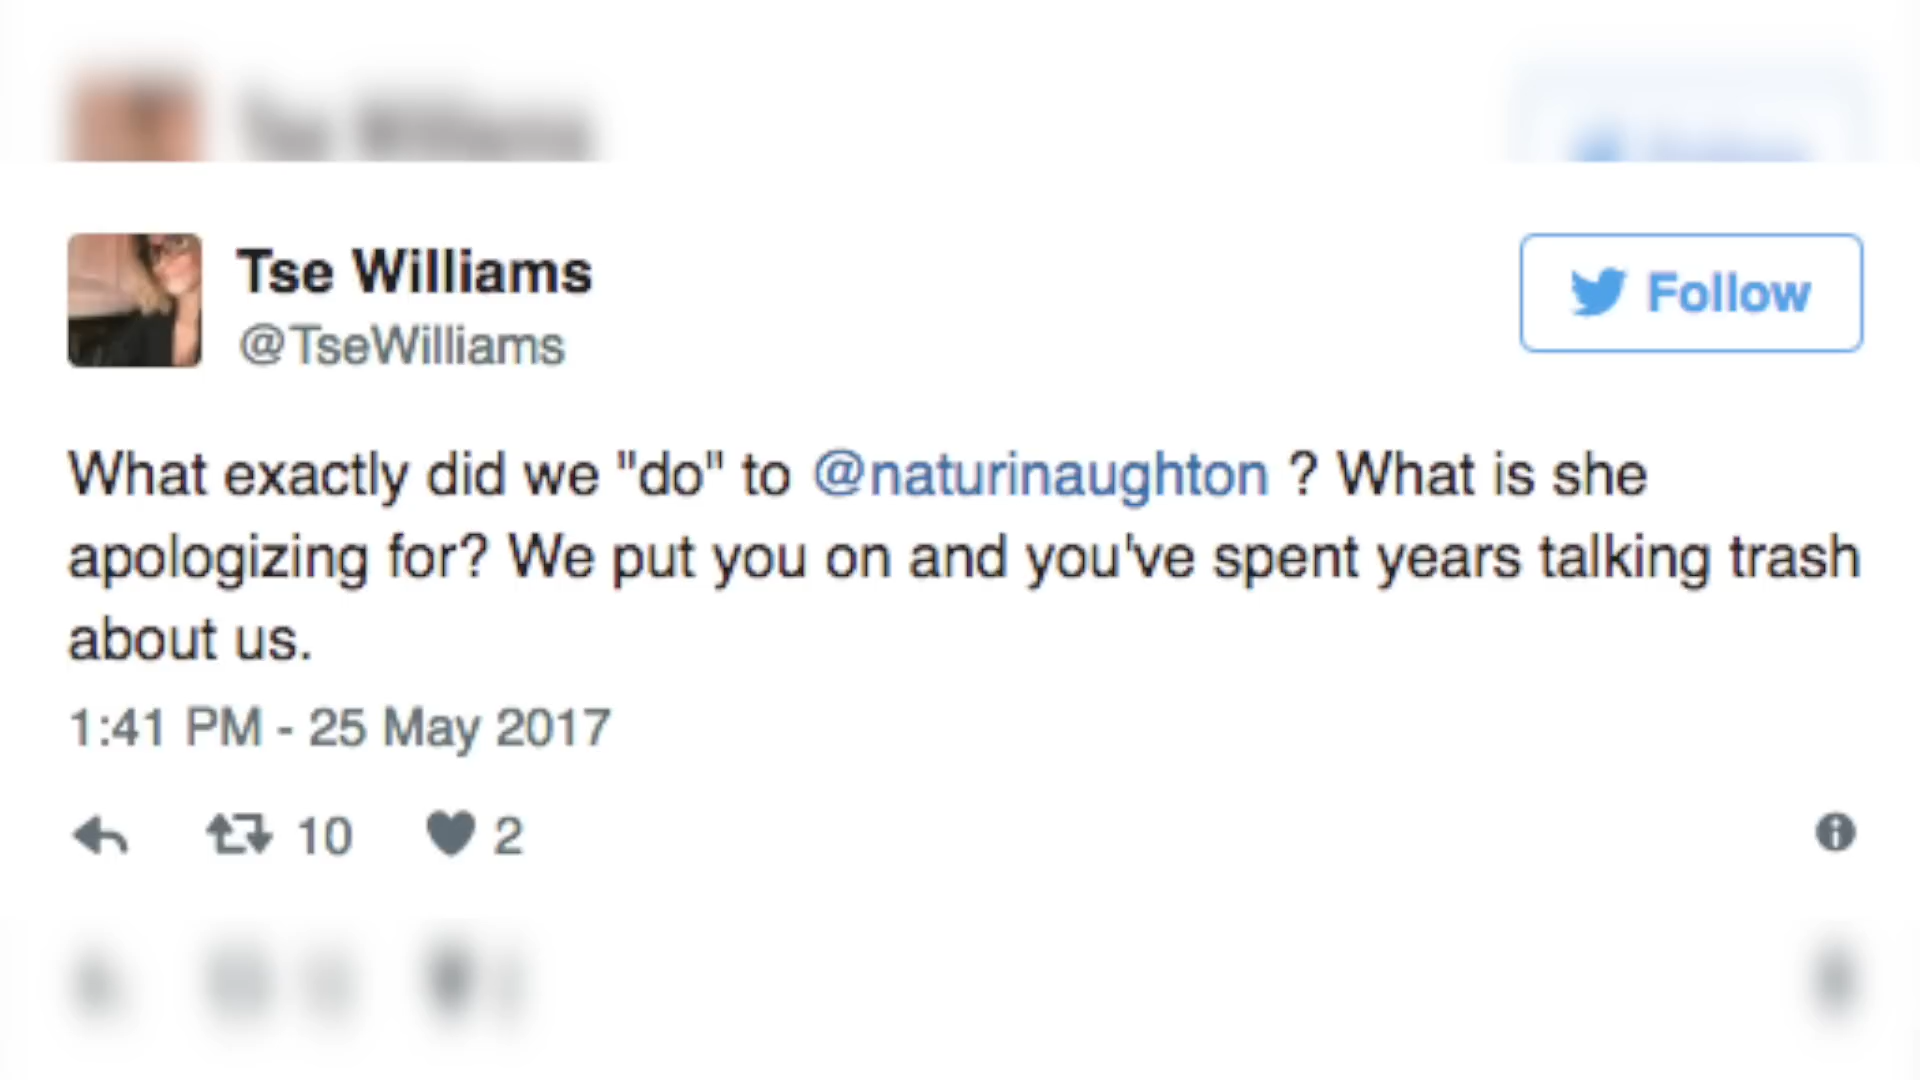 Tse Williams
@TseWilliams
Follow
What exactly did we "do" to @naturinaughton ? What is she
apologizing for? We put you on and you've spent years talking trash
about us.
1:41 PM - 25 May 2017
10 2